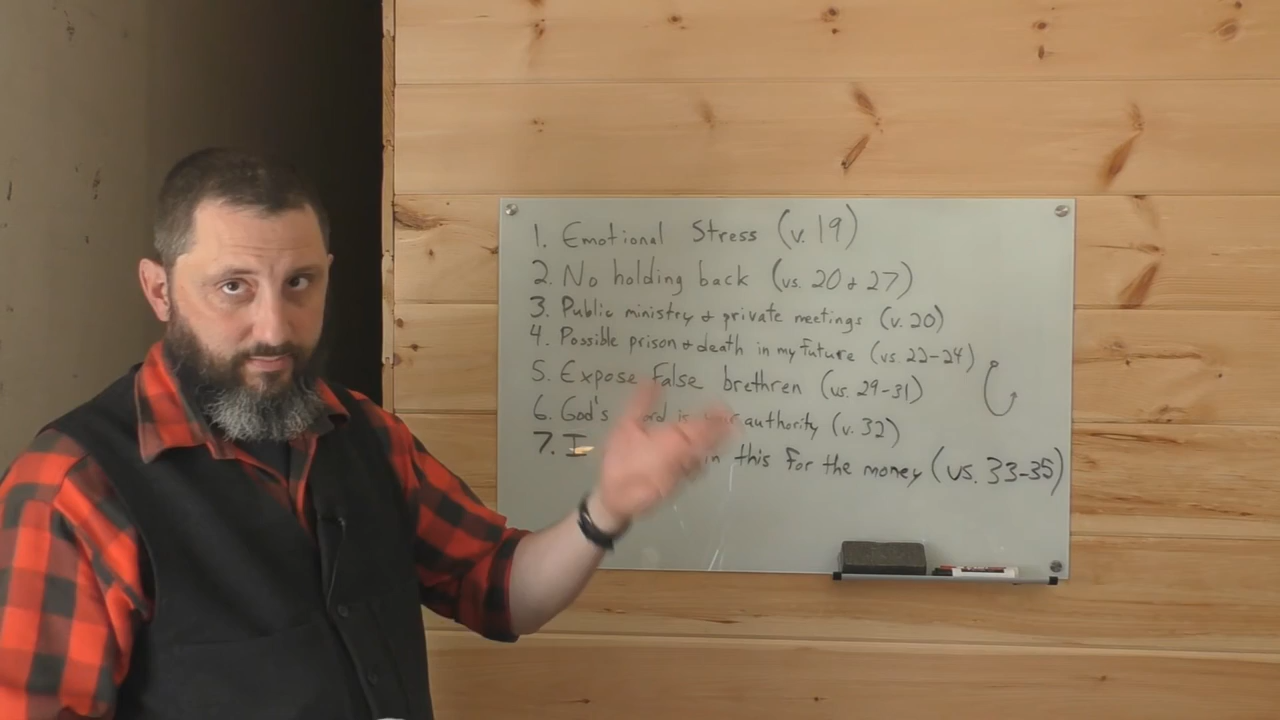 1. Emotional Stress (v. 19)
2. No holding back (vs. 20 & 27)
3. Public ministry & private meetings (v. 20)
4. Possible prison & death in my future (vs. 22-24)
5. Expose False brethren (vs. 29-31)
6. God's is authority (v. 32)
7. I this for the money (vs. 33-35)